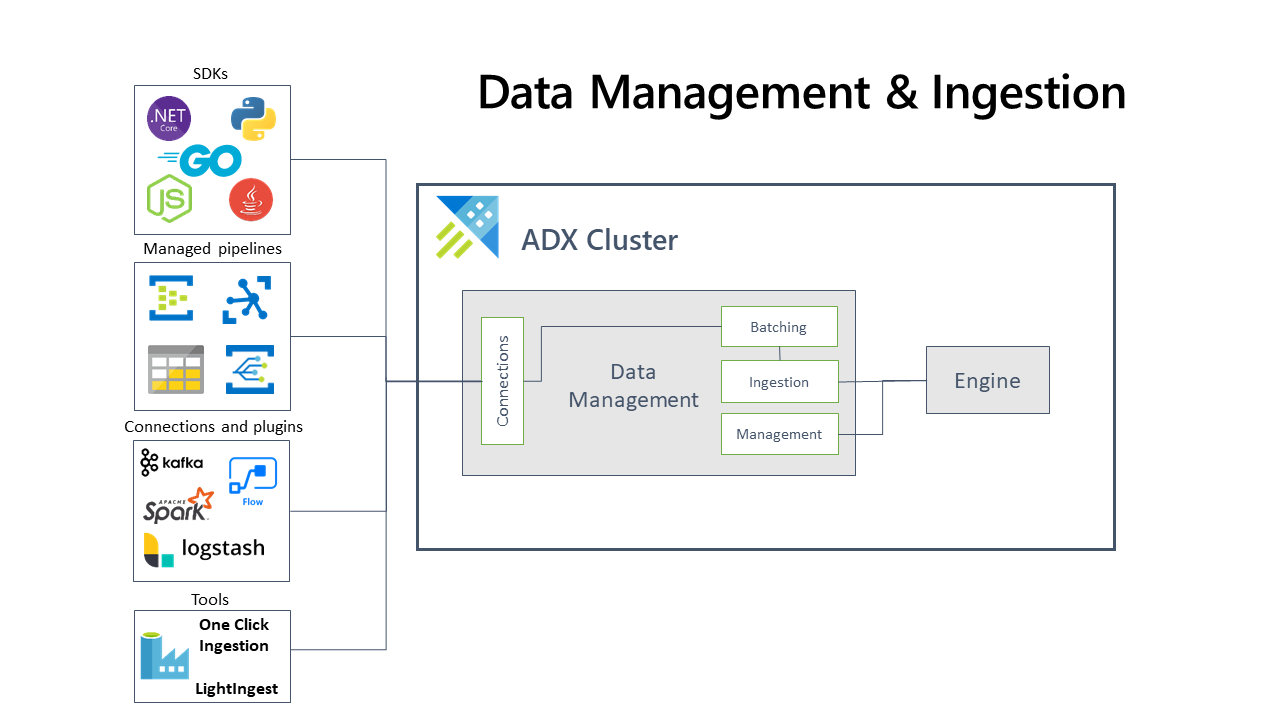 SDKs
Data Management & Ingestion
.NET
Core
GO
JS
Managed pipelines
ADX Cluster
Connections
Data
Management
Batching
Ingestion
Management
Engine
Connections and plugins
kafka
Flow
APACHE
Spark
logstash
Tools
One Click
Ingestion
LightIngest